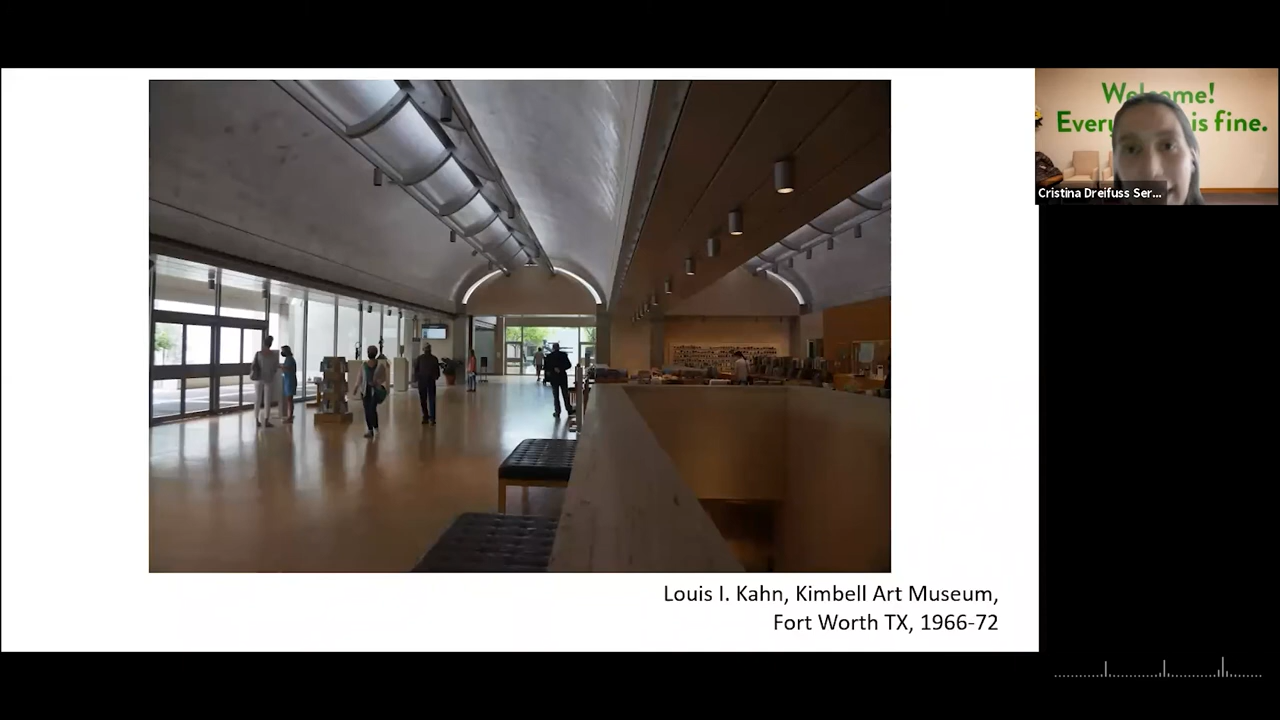 Welcome!
Every is fine.
Cristina Dreifuss Ser...
Louis I. Kahn, Kimbell Art Museum,
Fort Worth TX, 1966-72